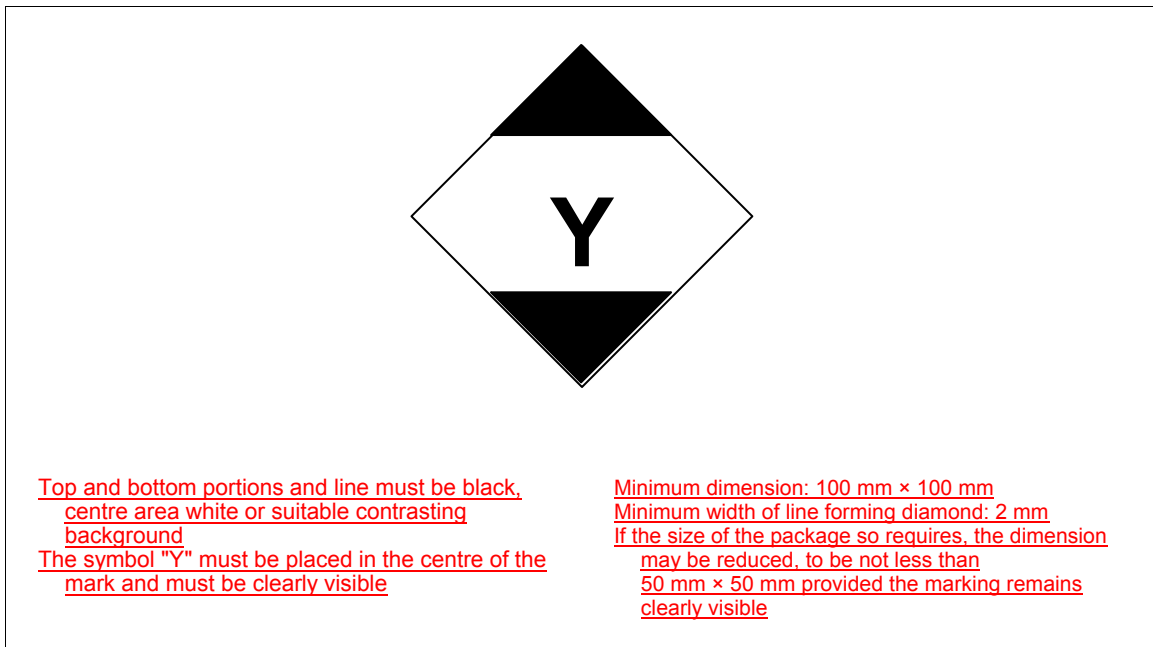 Y
Top and bottom portions and line must be black,
centre area white or suitable contrasting
background
The symbol "Y" must be placed in the centre of the
mark and must be clearly visible
Minimum dimension: 100 mm × 100 mm
Minimum width of line forming diamond: 2 mm
If the size of the package so requires, the dimension
may be reduced, to be not less than
50 mm × 50 mm provided the marking remains
clearly visible